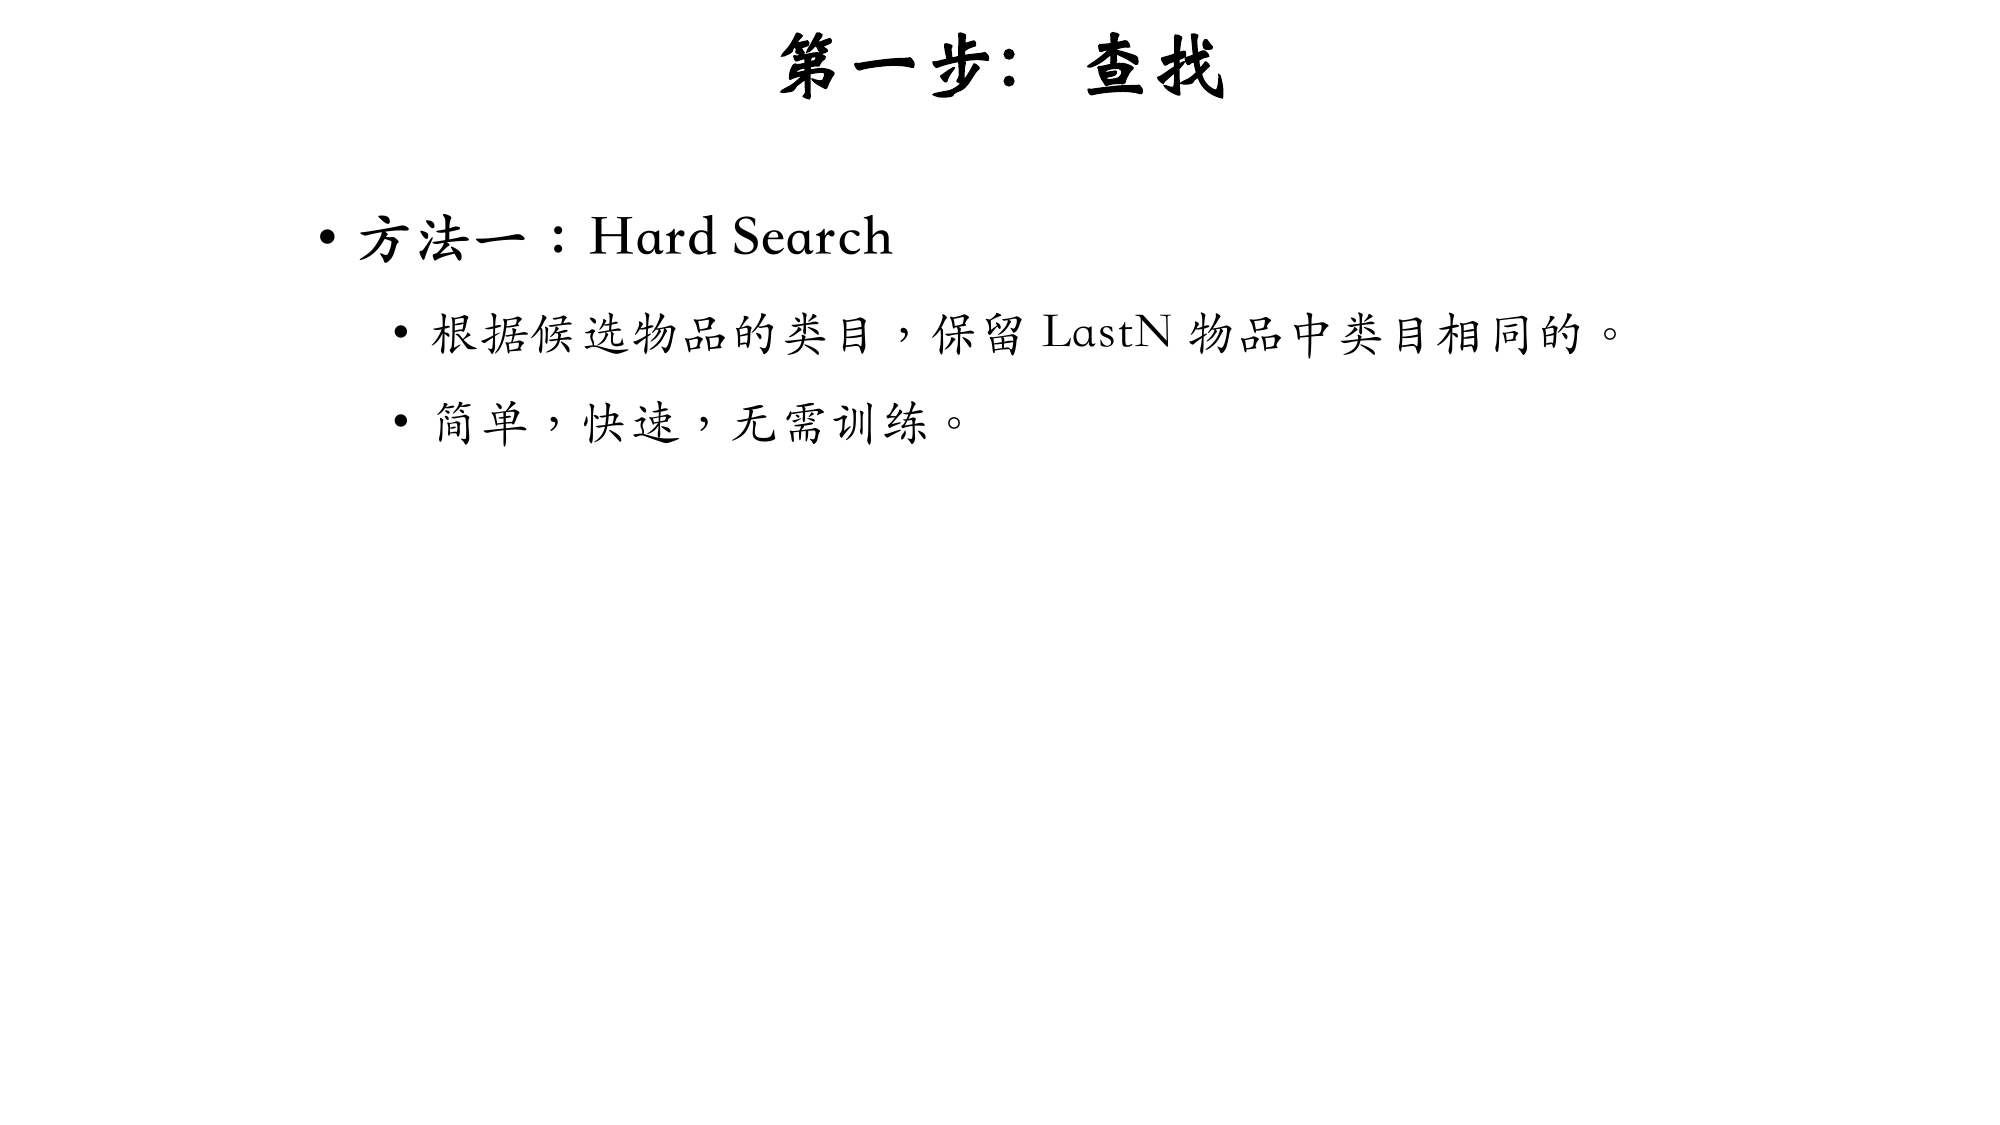 第一步: 查找
• 方法一：Hard Search
• 根据候选物品的类目，保留 LastN 物品中类目相同的。
• 简单，快速，无需训练。